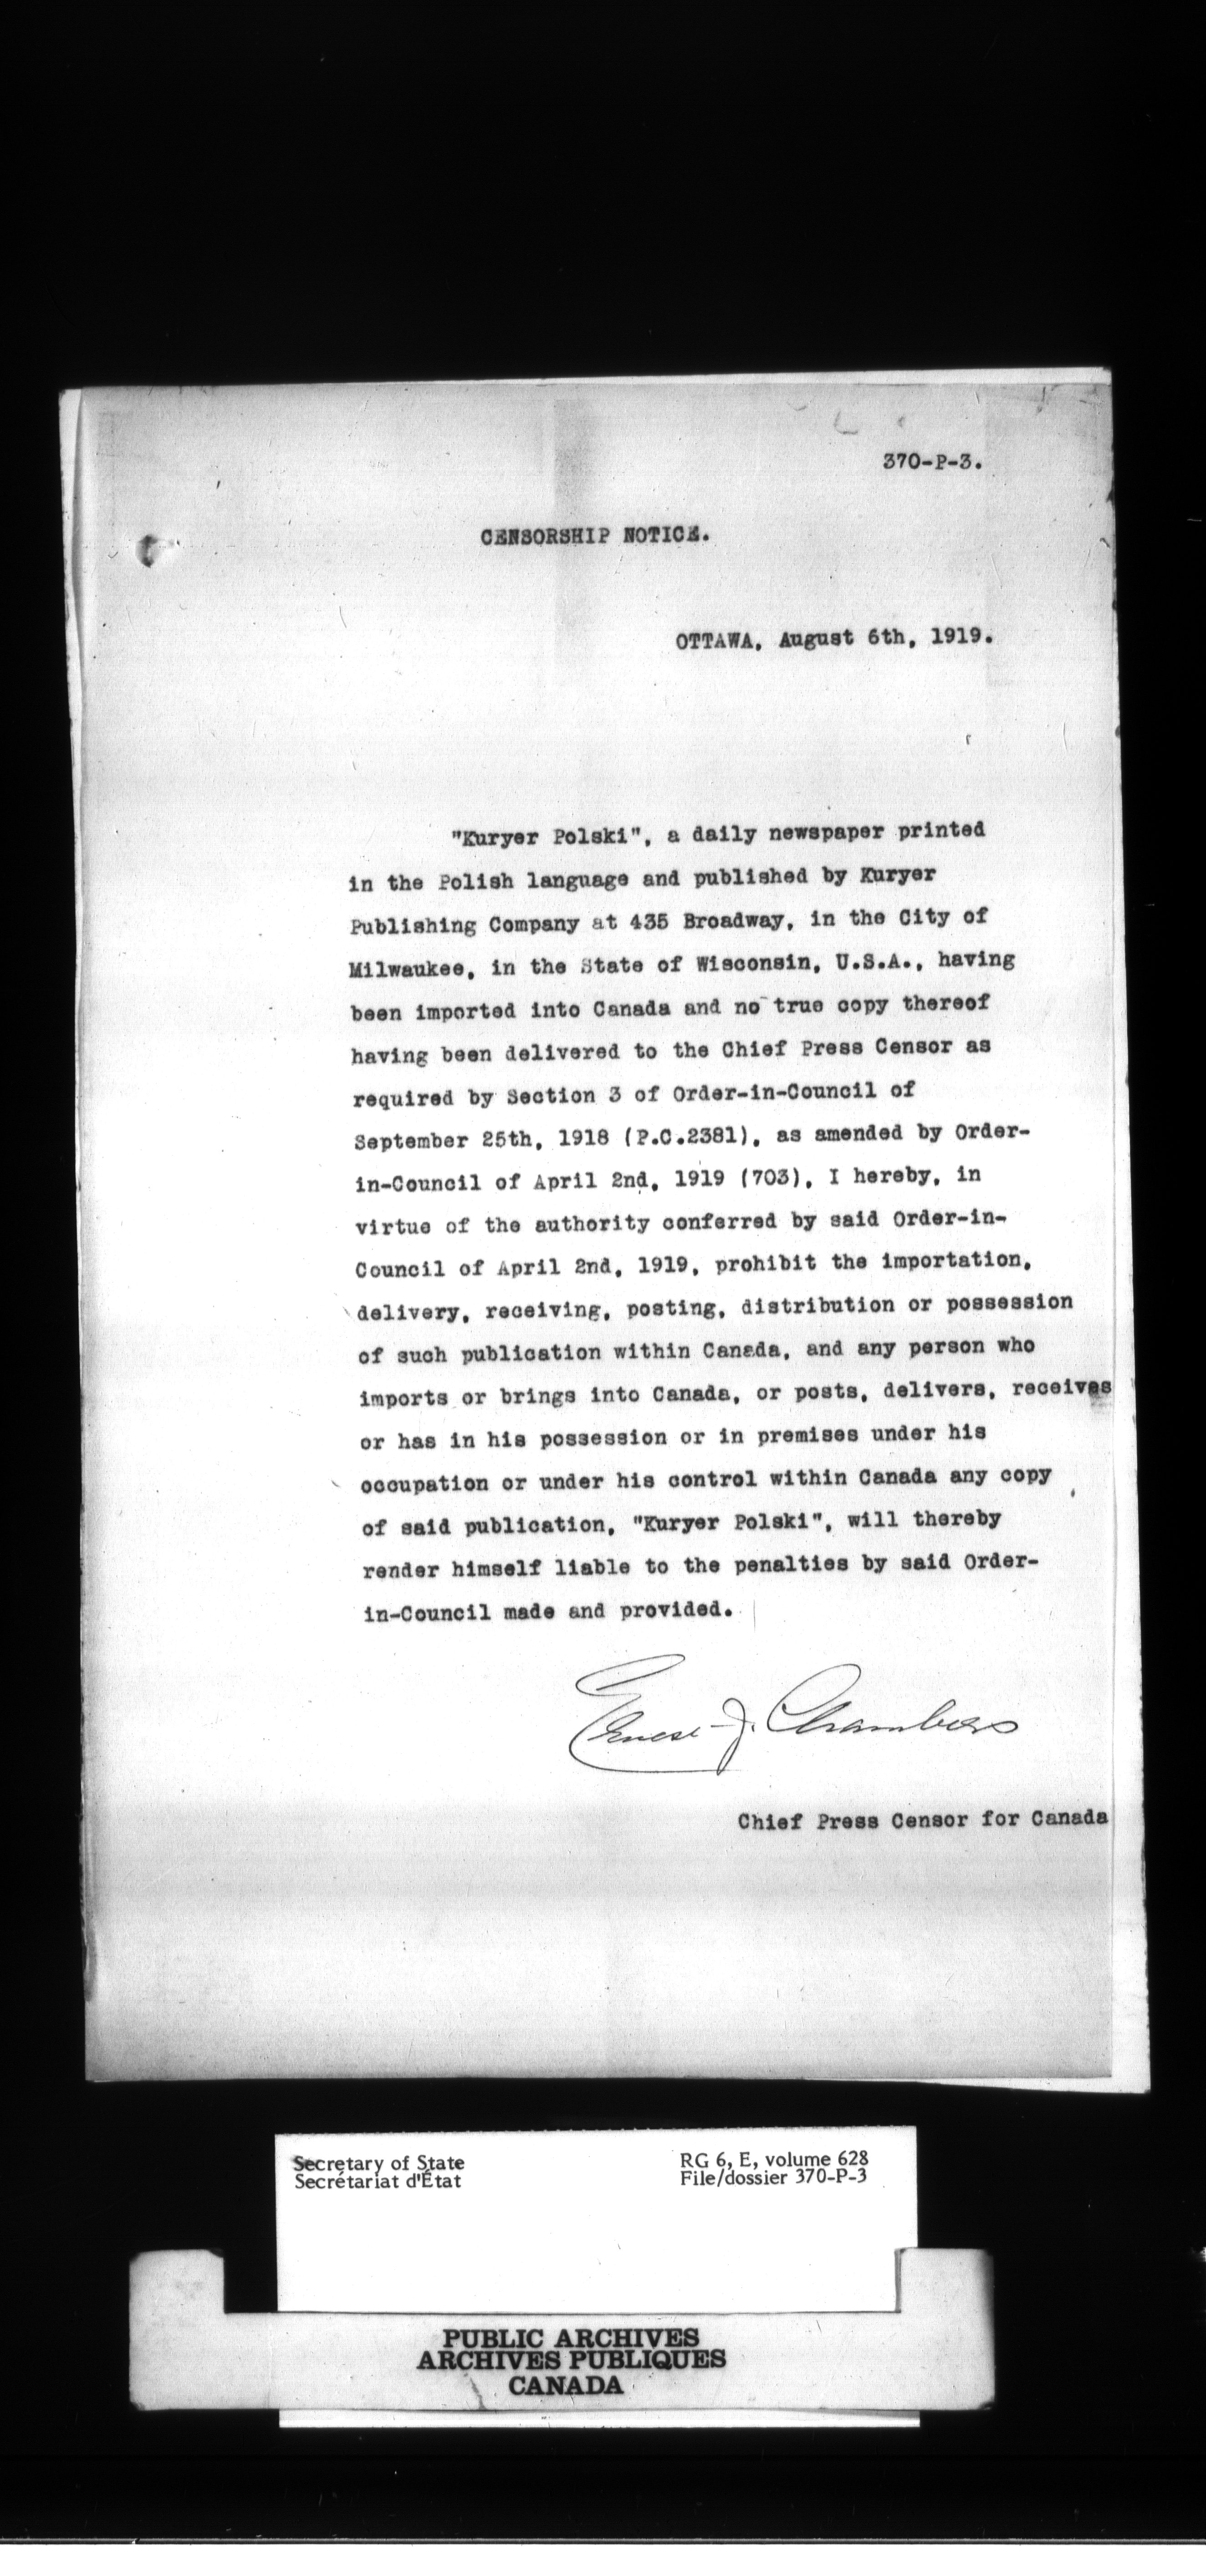 370-P-3.
CENSORSHIP NOTICE.
OTTAWA, August 6th, 1919.
"Kuryer Polski", a daily newspaper printed
in the Polish language and published by Kuryer
Publishing Company at 435 Broadway, in the City of
Milwaukee, in the State of Wisconsin, U.S.A., having
been imported into Canada and no true copy thereof
having been delivered to the Chief Press Censor as
required by Section 3 of Order-in-Council of
September 25th, 1918 (P.C.2381), as amended by Order-
in-Council of April 2nd, 1919 (703), I hereby, in
virtue of the authority conferred by said Order-in-
Council of April 2nd, 1919, prohibit the importation,
delivery, receiving, posting, distribution or possession
of such publication within Canada, and any person who
imports or brings into Canada, or posts, delivers, receives
or has in his possession or in premises under his
occupation or under his control within Canada any copy
of said publication, "Kuryer Polski", will thereby
render himself liable to the penalties by said Order-
in-Council made and provided.
Ernest J. Chambers
Chief Press Censor for Canada
Secretary of State
Secrétariat d'État
RG 6, E, volume 628
File/dossier 370-P-3
PUBLIC ARCHIVES
ARCHIVES PUBLIQUES
CANADA